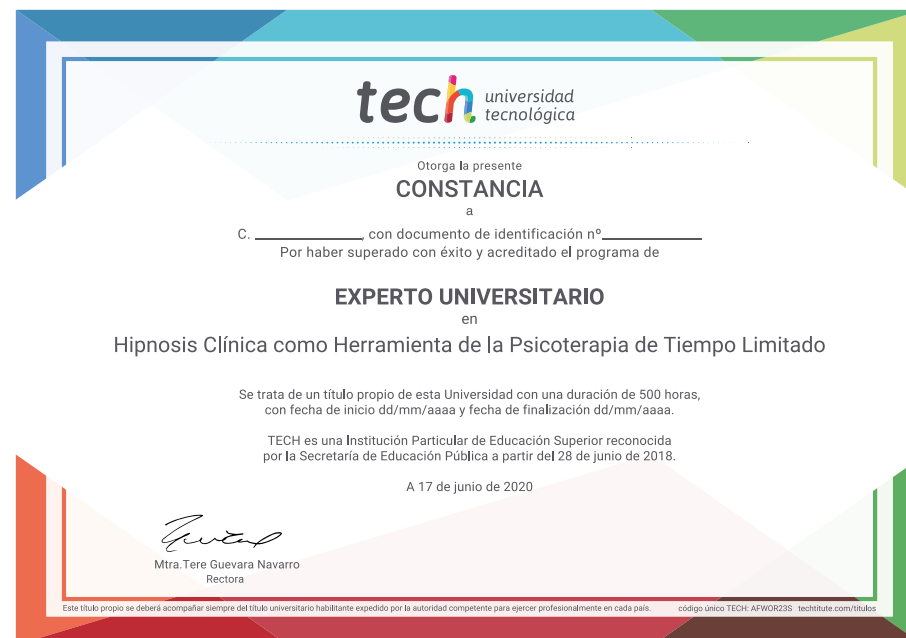 tech universidad
tecnológica
Otorga la presente
CONSTANCIA
a
C. ____________, con documento de identificación nº____________
Por haber superado con éxito y acreditado el programa de
EXPERTO UNIVERSITARIO
en
Hipnosis Clínica como Herramienta de la Psicoterapia de Tiempo Limitado
Se trata de un título propio de esta Universidad con una duración de 500 horas,
con fecha de inicio dd/mm/aaaa y fecha de finalización dd/mm/aaaa.
TECH es una Institución Particular de Educación Superior reconocida
por la Secretaría de Educación Pública a partir del 28 de junio de 2018.
A 17 de junio de 2020
Mtra.Tere Guevara Navarro
Rectora
Este título propio se deberá acompañar siempre del título universitario habilitante expedido por la autoridad competente para ejercer profesionalmente en cada país. código único TECH: AFWOR23S techtitute.com/titulos